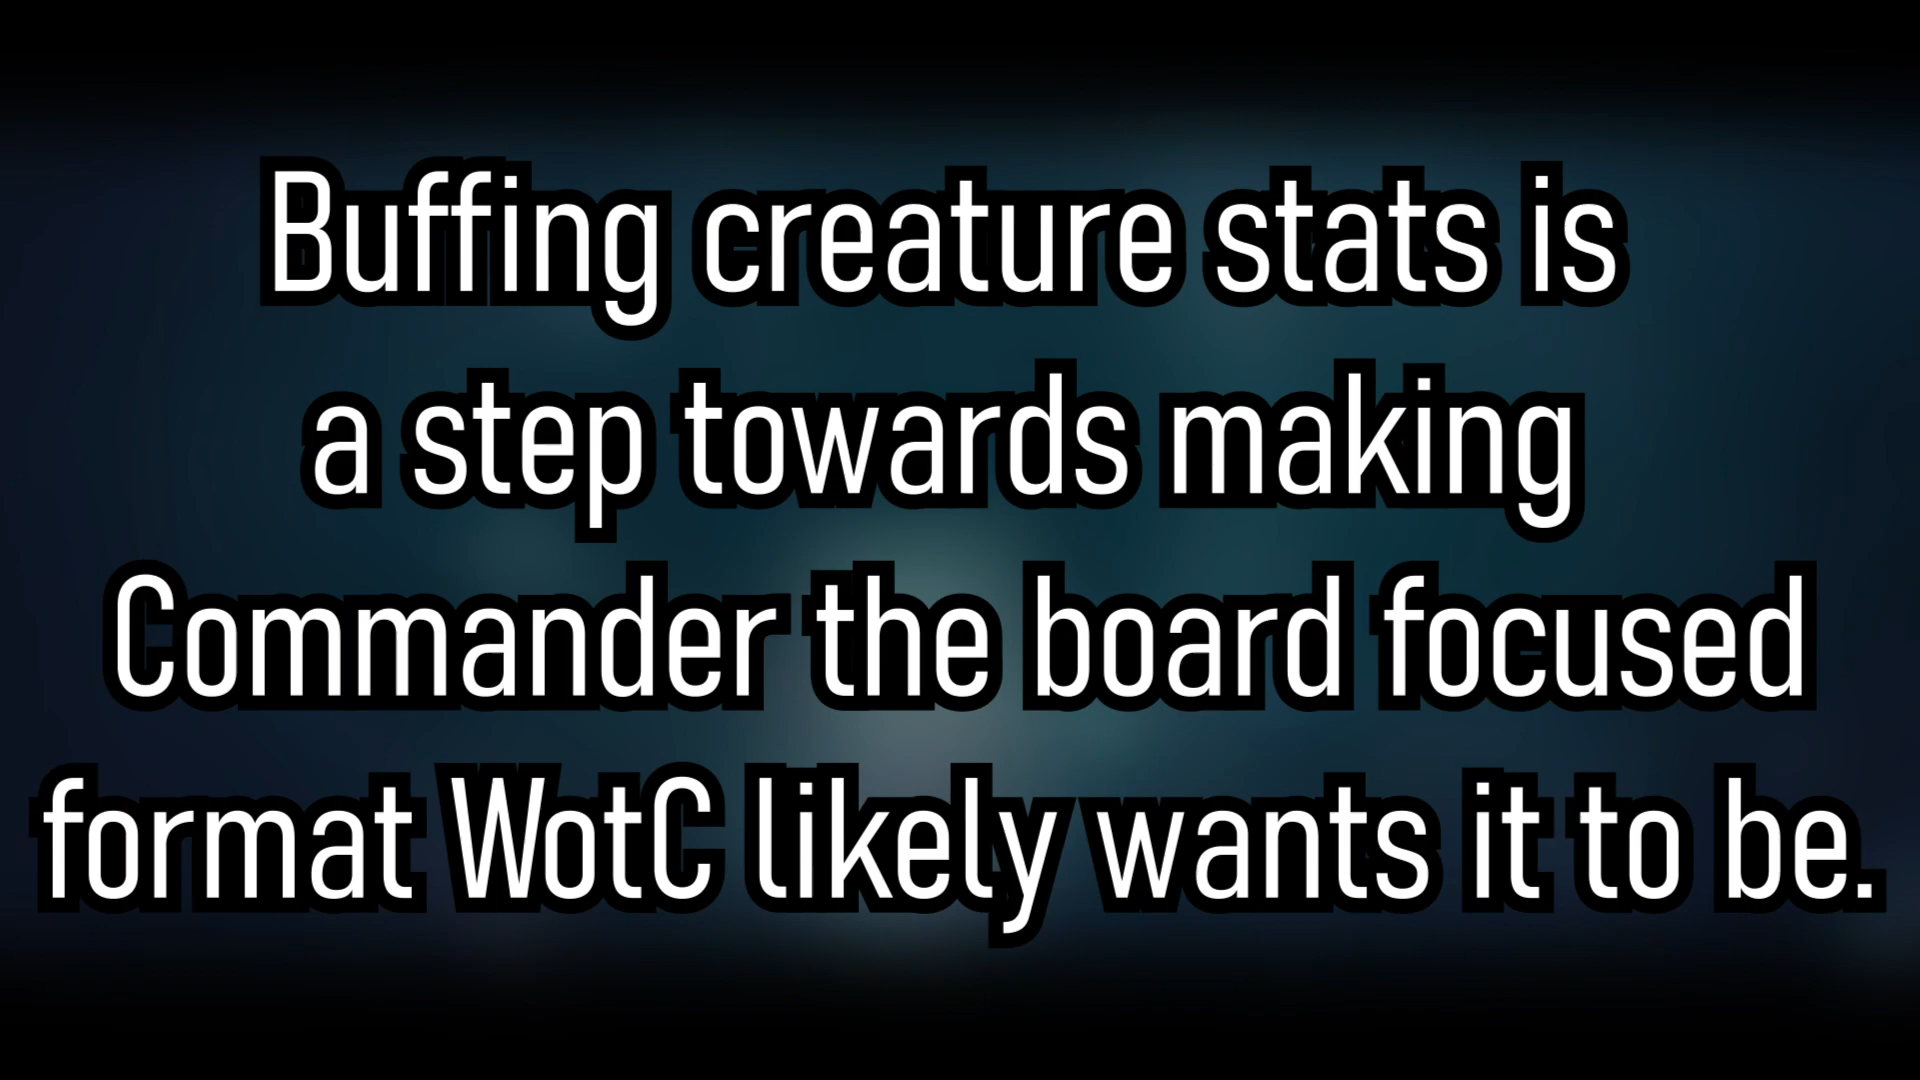 Buffing creature stats is
a step towards making
Commander the board focused
format WotC likely wants it to be.